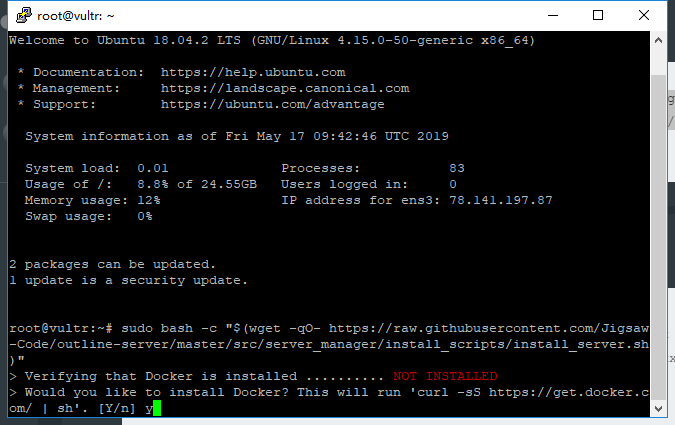 root@vultr: ~
Welcome to Ubuntu 18.04.2 LTS (GNU/Linux 4.15.0-50-generic x86_64)
* Documentation:  https://help.ubuntu.com
* Management:     https://landscape.canonical.com
* Support:        https://ubuntu.com/advantage
System information as of Fri May 17 09:42:46 UTC 2019
System load:  0.01              Processes:           83
Usage of /:   8.8% of 24.55GB   Users logged in:     0
Memory usage: 12%               IP address for ens3: 78.141.197.87
Swap usage:   0%
2 packages can be updated.
1 update is a security update.
root@vultr:~# sudo bash -c "$(wget -qO- https://raw.githubusercontent.com/Jigsaw
-Code/outline-server/master/src/server_manager/install_scripts/install_server.sh
)"
> Verifying that Docker is installed .......... NOT INSTALLED
> Would you like to install Docker? This will run 'curl -sS https://get.docker.c
om/ | sh'. [Y/n] y